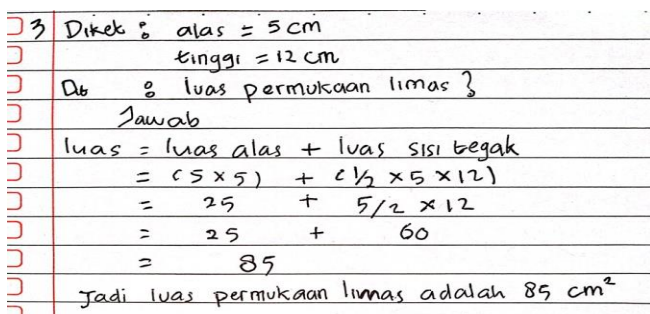 3 Diket : alas = 5 cm
tinggi = 12 cm
Dit : luas permukaan limas ?
Jawab
luas = luas alas + luas sisi tegak
= (5 x 5) + (1/2 x 5 x 12)
= 25 + 5/2 x 12
= 25 + 60
= 85
Jadi luas permukaan limas adalah 85 cm²